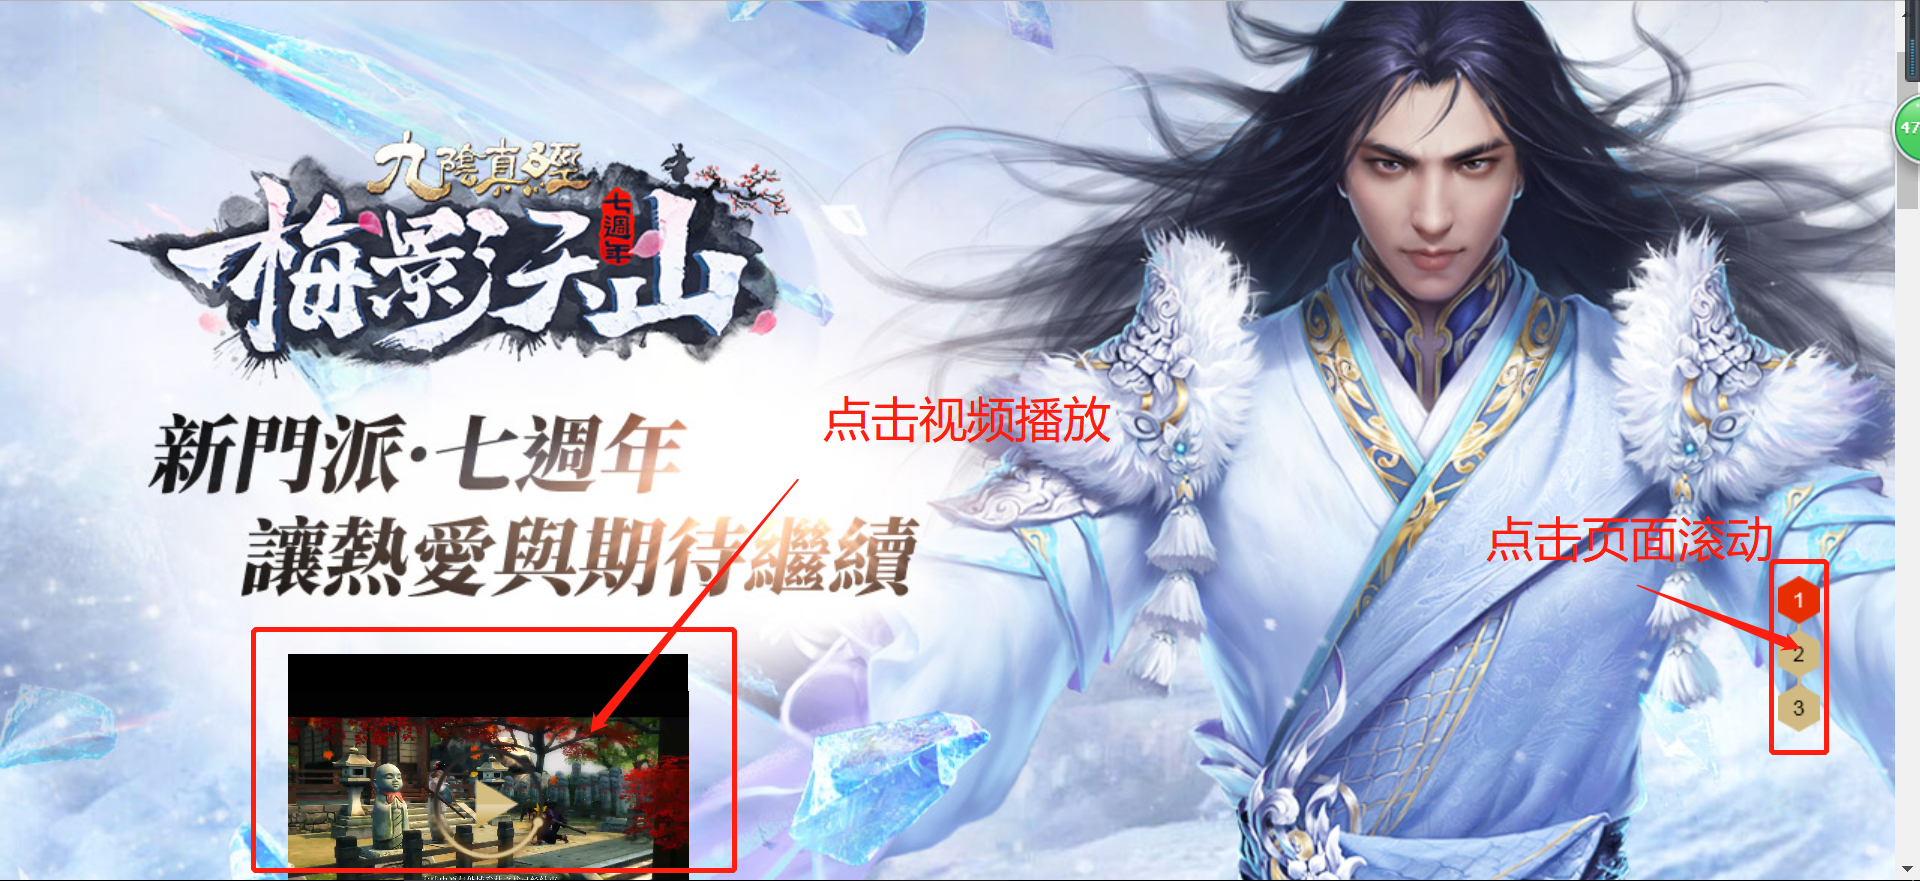 九陰真經
梅影天山
七週年
新門派·七週年
讓熱愛與期待繼續
点击视频播放
点击页面滚动
1
2
3
47